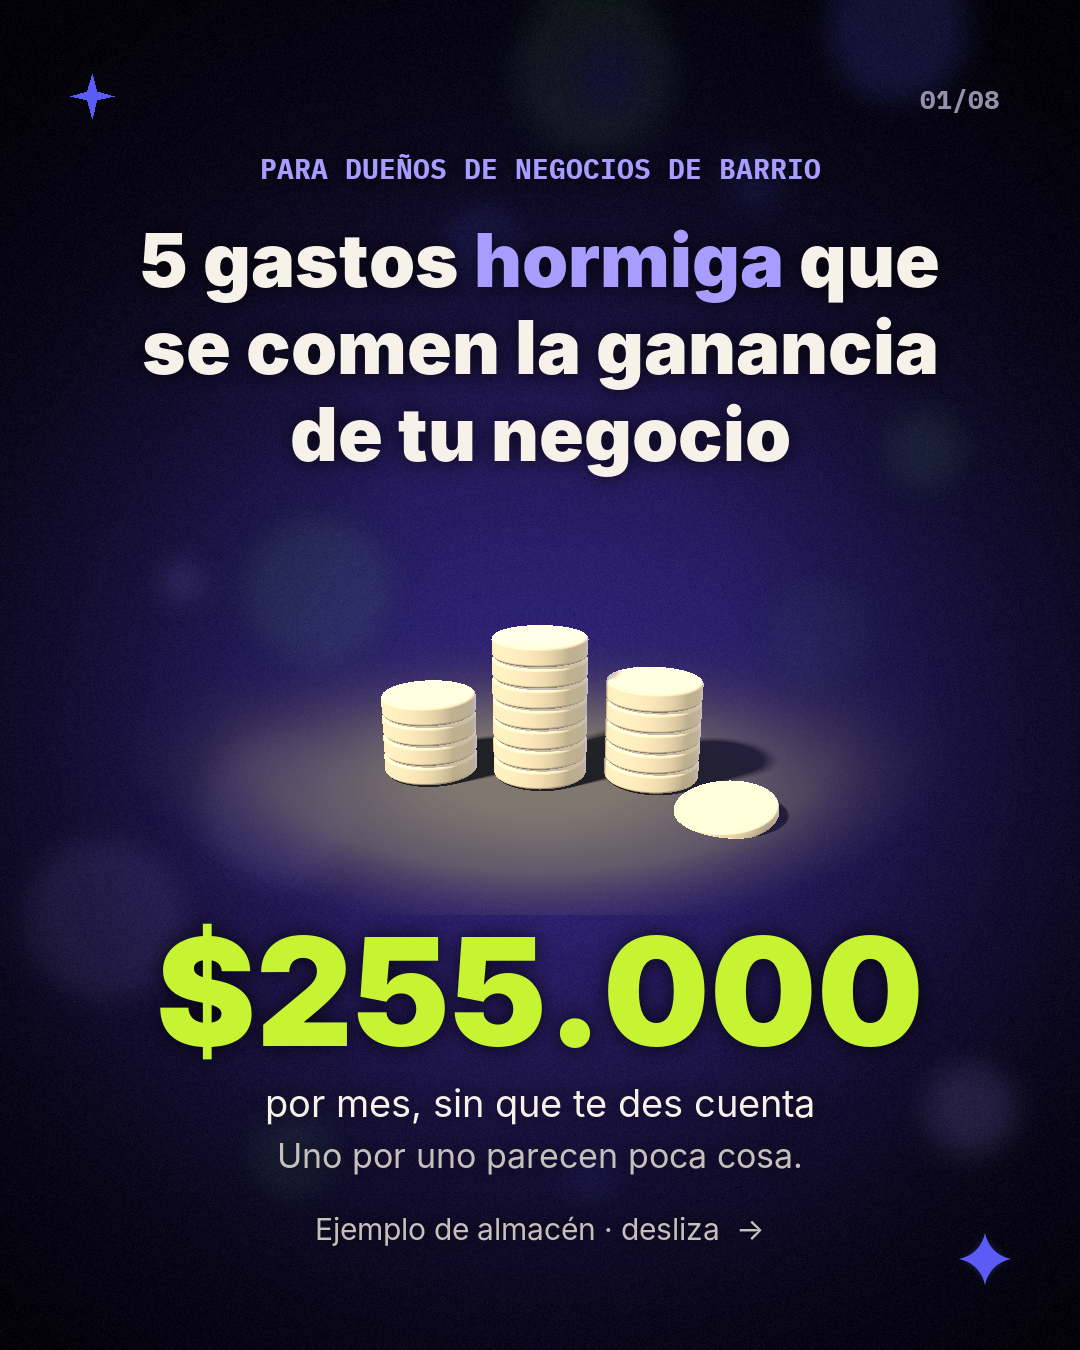 01/08
PARA DUEÑOS DE NEGOCIOS DE BARRIO
5 gastos hormiga que
se comen la ganancia
de tu negocio
$255.000
por mes, sin que te des cuenta
Uno por uno parecen poca cosa.
Ejemplo de almacén · desliza →